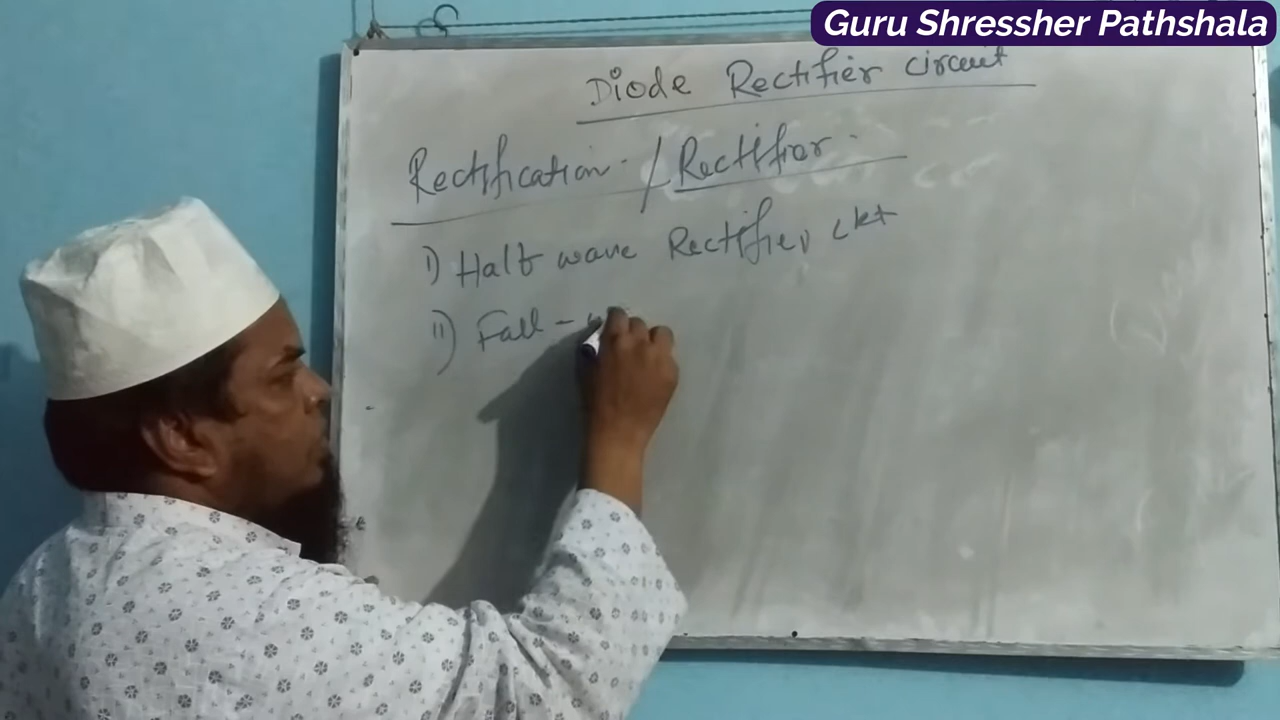 Guru Shressher Pathshala
Diode Rectifier circuit
Rectification / Rectifier
i) Half wave Rectifier ckt
ii) Full -